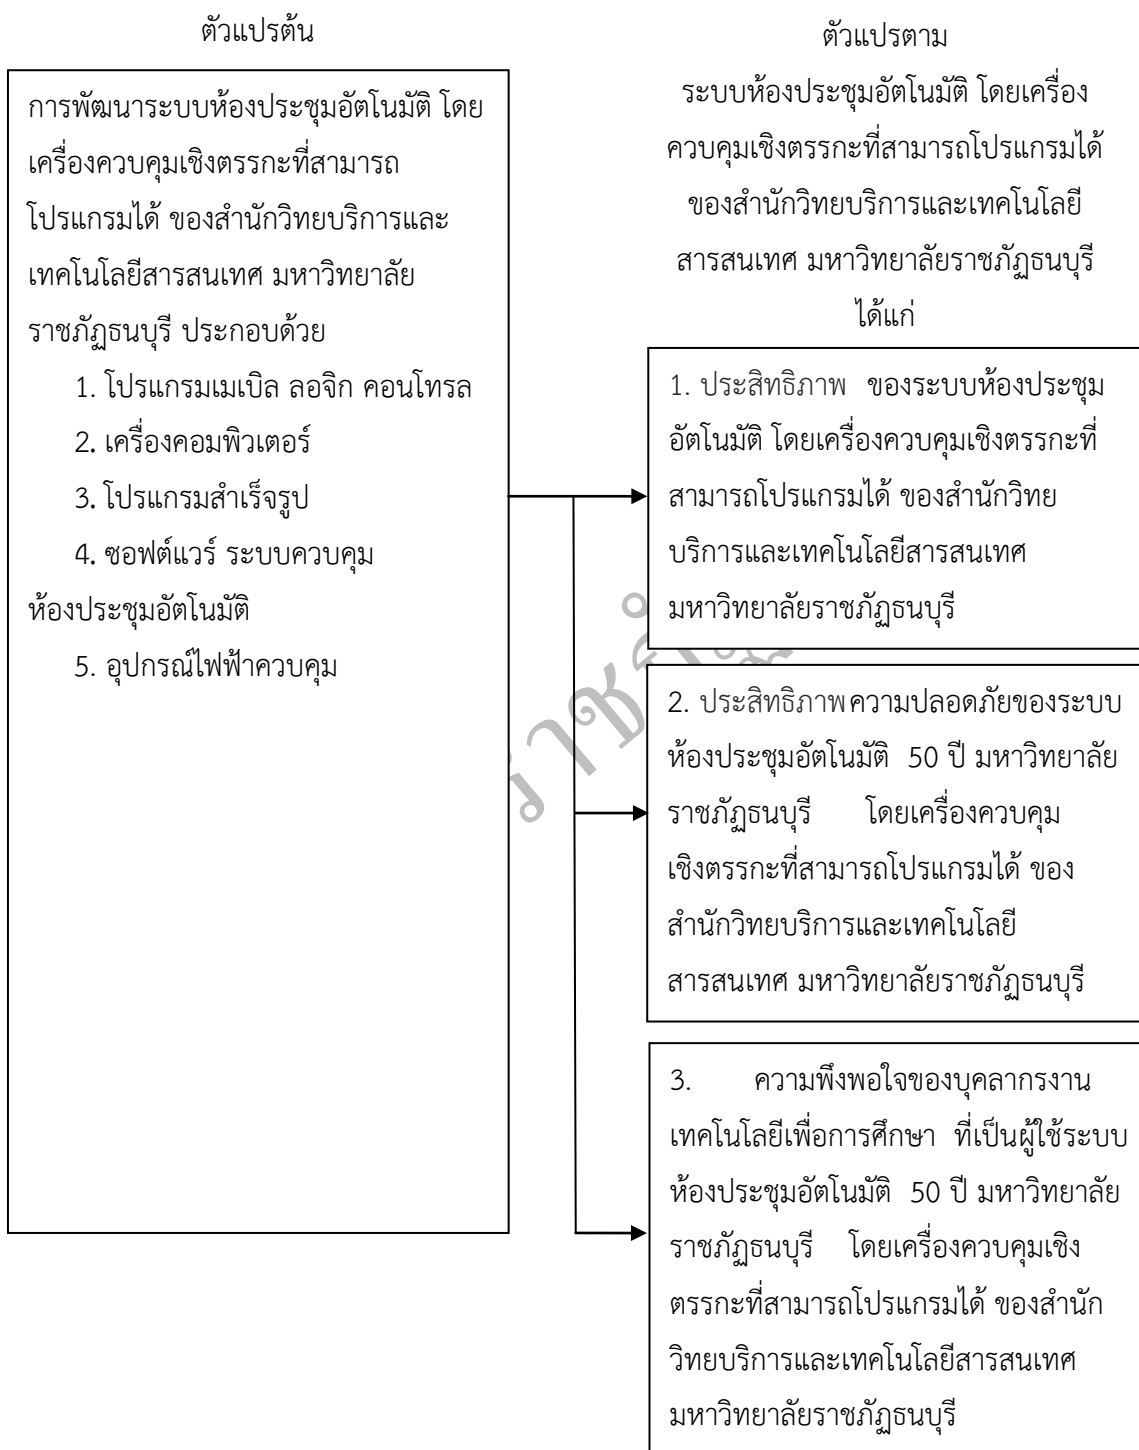 ตัวแปรต้น
การพัฒนาระบบห้องประชุมอัตโนมัติ โดย
เครื่องควบคุมเชิงตรรกะที่สามารถ
โปรแกรมได้ ของสำนักวิทยบริการและ
เทคโนโลยีสารสนเทศ มหาวิทยาลัย
ราชภัฏธนบุรี ประกอบด้วย
1. โปรแกรมเมเบิล ลอจิก คอนโทรล
2. เครื่องคอมพิวเตอร์
3. โปรแกรมสำเร็จรูป
4. ซอฟต์แวร์ ระบบควบคุม
ห้องประชุมอัตโนมัติ
5. อุปกรณ์ไฟฟ้าควบคุม
ตัวแปรตาม
ระบบห้องประชุมอัตโนมัติ โดยเครื่อง
ควบคุมเชิงตรรกะที่สามารถโปรแกรมได้
ของสำนักวิทยบริการและเทคโนโลยี
สารสนเทศ มหาวิทยาลัยราชภัฏธนบุรี
ได้แก่
1. ประสิทธิภาพ ของระบบห้องประชุม
อัตโนมัติ โดยเครื่องควบคุมเชิงตรรกะที่
สามารถโปรแกรมได้ ของสำนักวิทย
บริการและเทคโนโลยีสารสนเทศ
มหาวิทยาลัยราชภัฏธนบุรี
2. ประสิทธิภาพความปลอดภัยของระบบ
ห้องประชุมอัตโนมัติ 50 ปี มหาวิทยาลัย
ราชภัฏธนบุรี โดยเครื่องควบคุม
เชิงตรรกะที่สามารถโปรแกรมได้ ของ
สำนักวิทยบริการและเทคโนโลยี
สารสนเทศ มหาวิทยาลัยราชภัฏธนบุรี
3. ความพึงพอใจของบุคลากรงาน
เทคโนโลยีเพื่อการศึกษา ที่เป็นผู้ใช้ระบบ
ห้องประชุมอัตโนมัติ 50 ปี มหาวิทยาลัย
ราชภัฏธนบุรี โดยเครื่องควบคุมเชิง
ตรรกะที่สามารถโปรแกรมได้ ของสำนัก
วิทยบริการและเทคโนโลยีสารสนเทศ
มหาวิทยาลัยราชภัฏธนบุรี